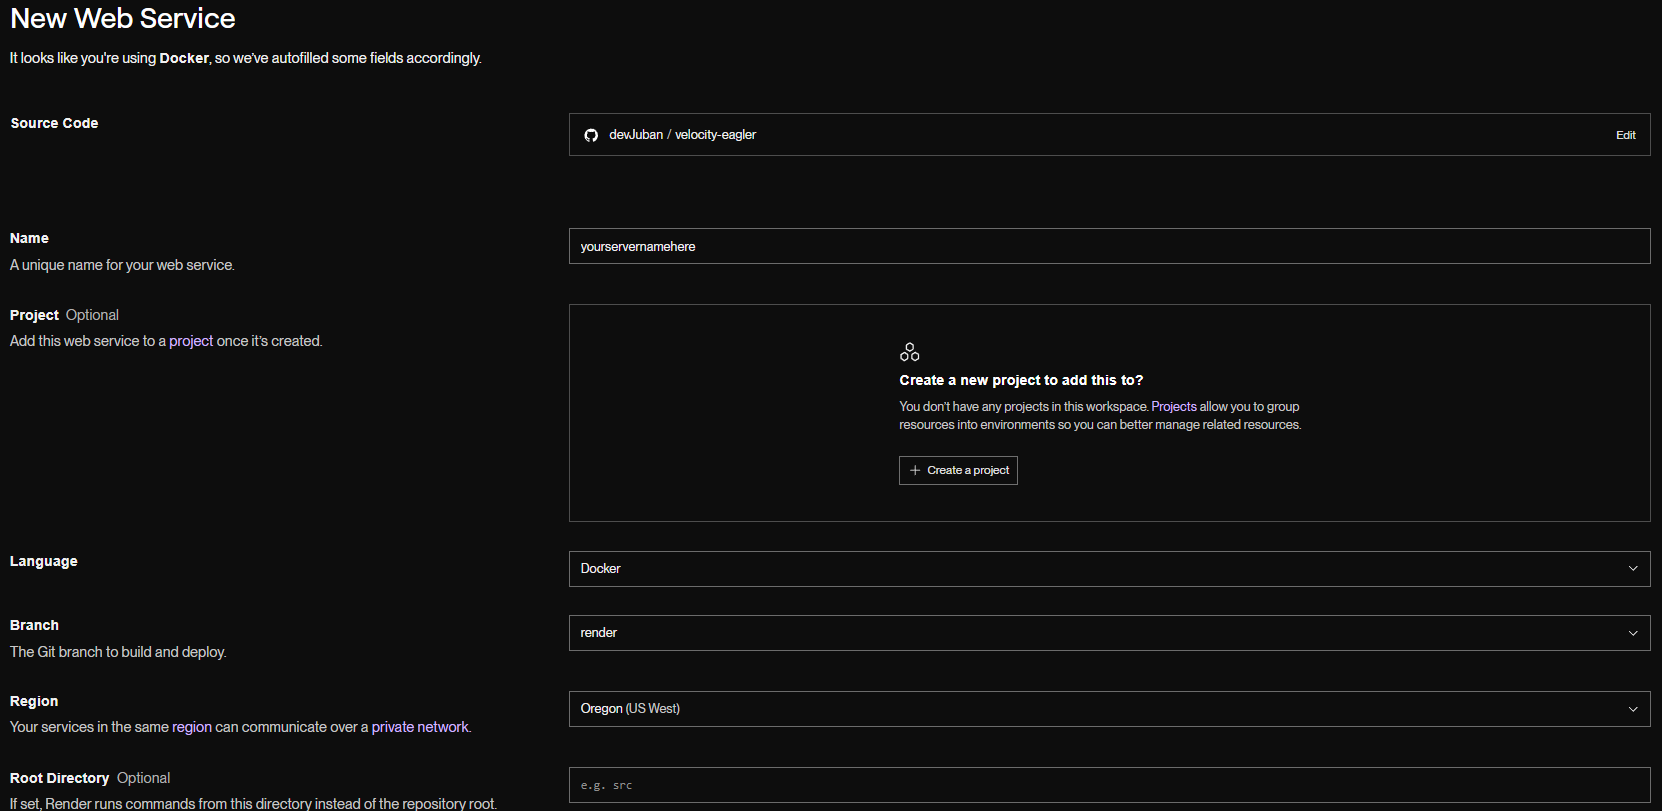 New Web Service
It looks like you're using Docker, so we've autofilled some fields accordingly.
Source Code
devJuban / velocity-eagler
Edit
Name
A unique name for your web service.
yourservernamehere
Project Optional
Add this web service to a project once it's created.
Create a new project to add this to?
You don't have any projects in this workspace. Projects allow you to group
resources into environments so you can better manage related resources.
Create a project
Language
Docker
Branch
The Git branch to build and deploy.
render
Region
Your services in the same region can communicate over a private network.
Oregon (US West)
Root Directory Optional
If set, Render runs commands from this directory instead of the repository root.
e.g. src